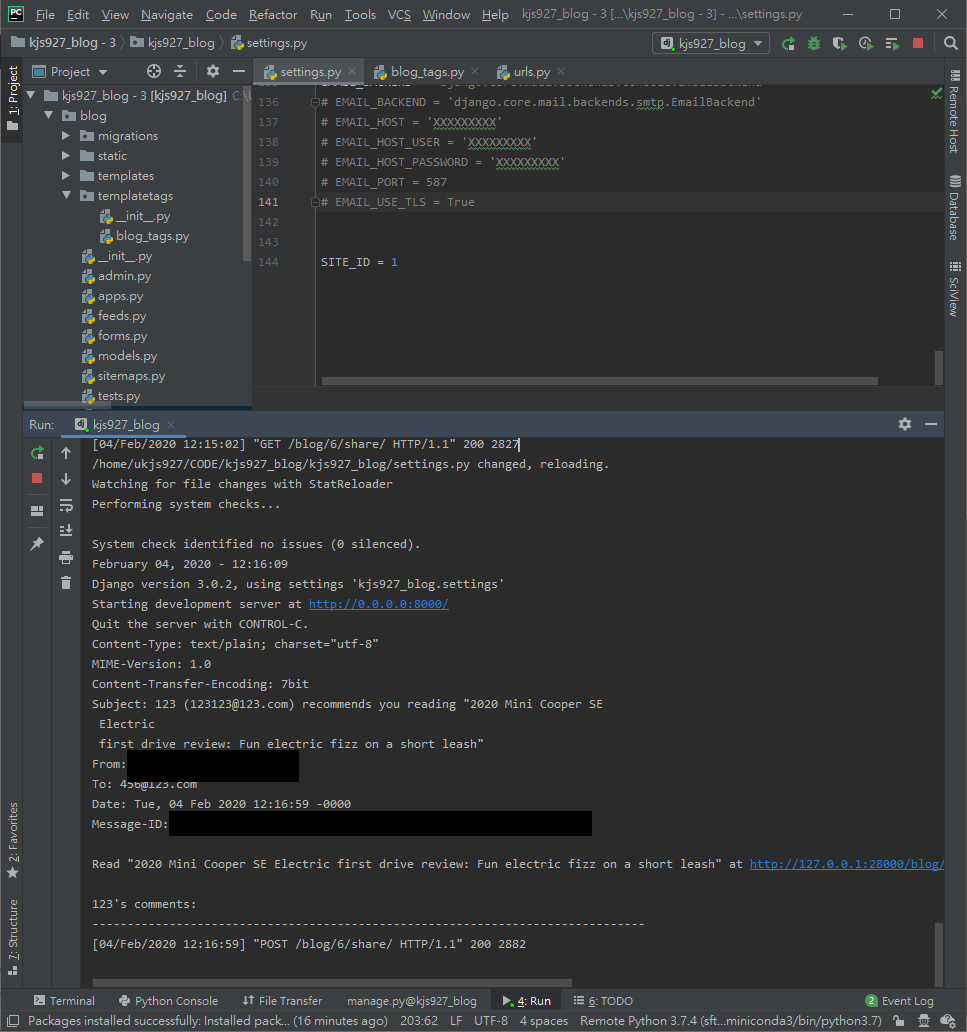 PC File Edit View Navigate Code Refactor Run Tools VCS Window Help kjs927_blog - 3 [...\kjs927_blog - 3] - ...\settings.py
kjs927_blog - 3 kjs927_blog settings.py
dj kjs927_blog
1: Project
Project
settings.py blog_tags.py urls.py
kjs927_blog - 3 [kjs927_blog]
blog
migrations
static
templates
templatetags
__init__.py
blog_tags.py
__init__.py
admin.py
apps.py
feeds.py
forms.py
models.py
sitemaps.py
tests.py
136 # EMAIL_BACKEND = 'django.core.mail.backends.smtp.EmailBackend'
137 # EMAIL_HOST = 'XXXXXXXXX'
138 # EMAIL_HOST_USER = 'XXXXXXXXX'
139 # EMAIL_HOST_PASSWORD = 'XXXXXXXXX'
140 # EMAIL_PORT = 587
141 # EMAIL_USE_TLS = True
142
143
144 SITE_ID = 1
Remote Host
Database
SciView
Run: dj kjs927_blog
[04/Feb/2020 12:15:02] "GET /blog/6/share/ HTTP/1.1" 200 2827
/home/ukjs927/CODE/kjs927_blog/kjs927_blog/settings.py changed, reloading.
Watching for file changes with StatReloader
Performing system checks...
System check identified no issues (0 silenced).
February 04, 2020 - 12:16:09
Django version 3.0.2, using settings 'kjs927_blog.settings'
Starting development server at http://0.0.0.0:8000/
Quit the server with CONTROL-C.
Content-Type: text/plain; charset="utf-8"
MIME-Version: 1.0
Content-Transfer-Encoding: 7bit
Subject: 123 (123123@123.com) recommends you reading "2020 Mini Cooper SE
Electric
first drive review: Fun electric fizz on a short leash"
From:
To: 456@123.com
Date: Tue, 04 Feb 2020 12:16:59 -0000
Message-ID:
Read "2020 Mini Cooper SE Electric first drive review: Fun electric fizz on a short leash" at http://127.0.0.1:28000/blog/
123's comments:
-------------------------------------------------------------------------------
[04/Feb/2020 12:16:59] "POST /blog/6/share/ HTTP/1.1" 200 2882
2: Favorites
7: Structure
Terminal Python Console File Transfer manage.py@kjs927_blog 4: Run 6: TODO 2 Event Log
Packages installed successfully: Installed pack... (16 minutes ago) 203:62 LF UTF-8 4 spaces Remote Python 3.7.4 (sft...miniconda3/bin/python3.7)